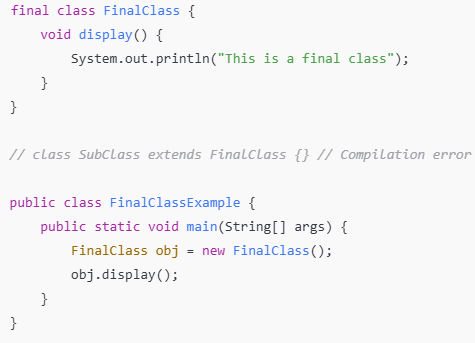 final class FinalClass {
    void display() {
        System.out.println("This is a final class");
    }
}

// class SubClass extends FinalClass {} // Compilation error

public class FinalClassExample {
    public static void main(String[] args) {
        FinalClass obj = new FinalClass();
        obj.display();
    }
}